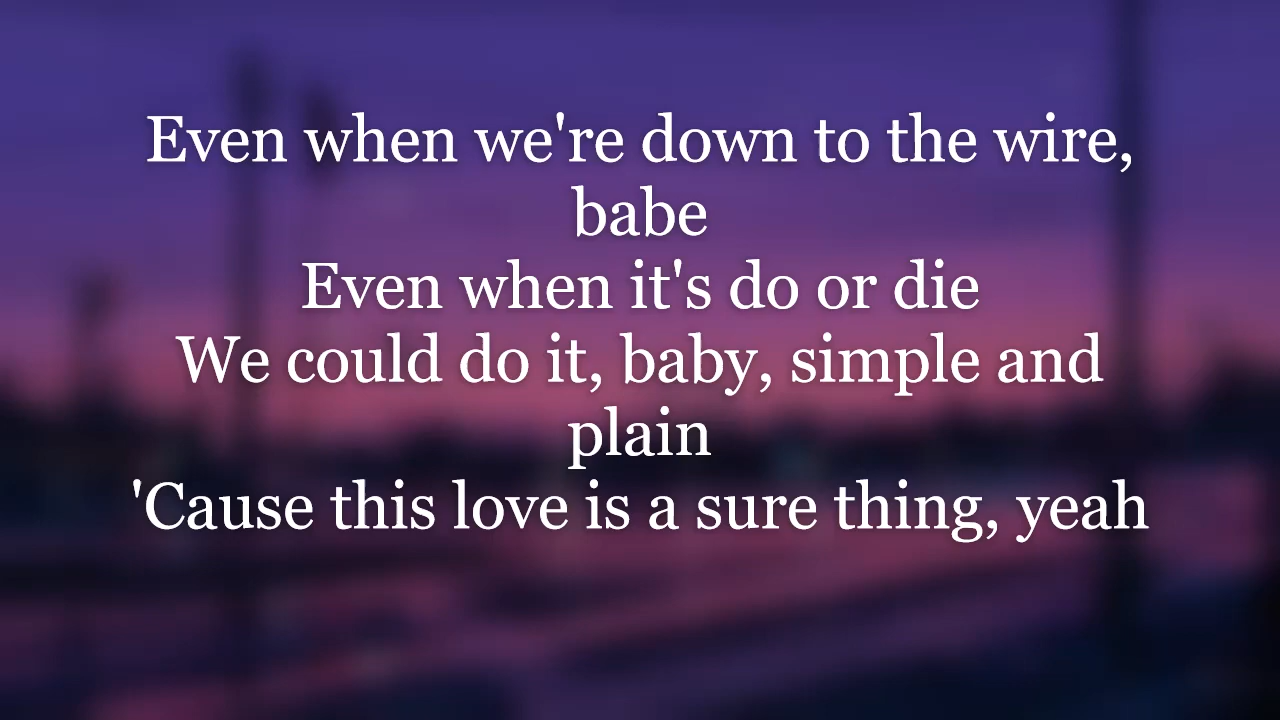 Even when we're down to the wire,
babe
Even when it's do or die
We could do it, baby, simple and
plain
'Cause this love is a sure thing, yeah